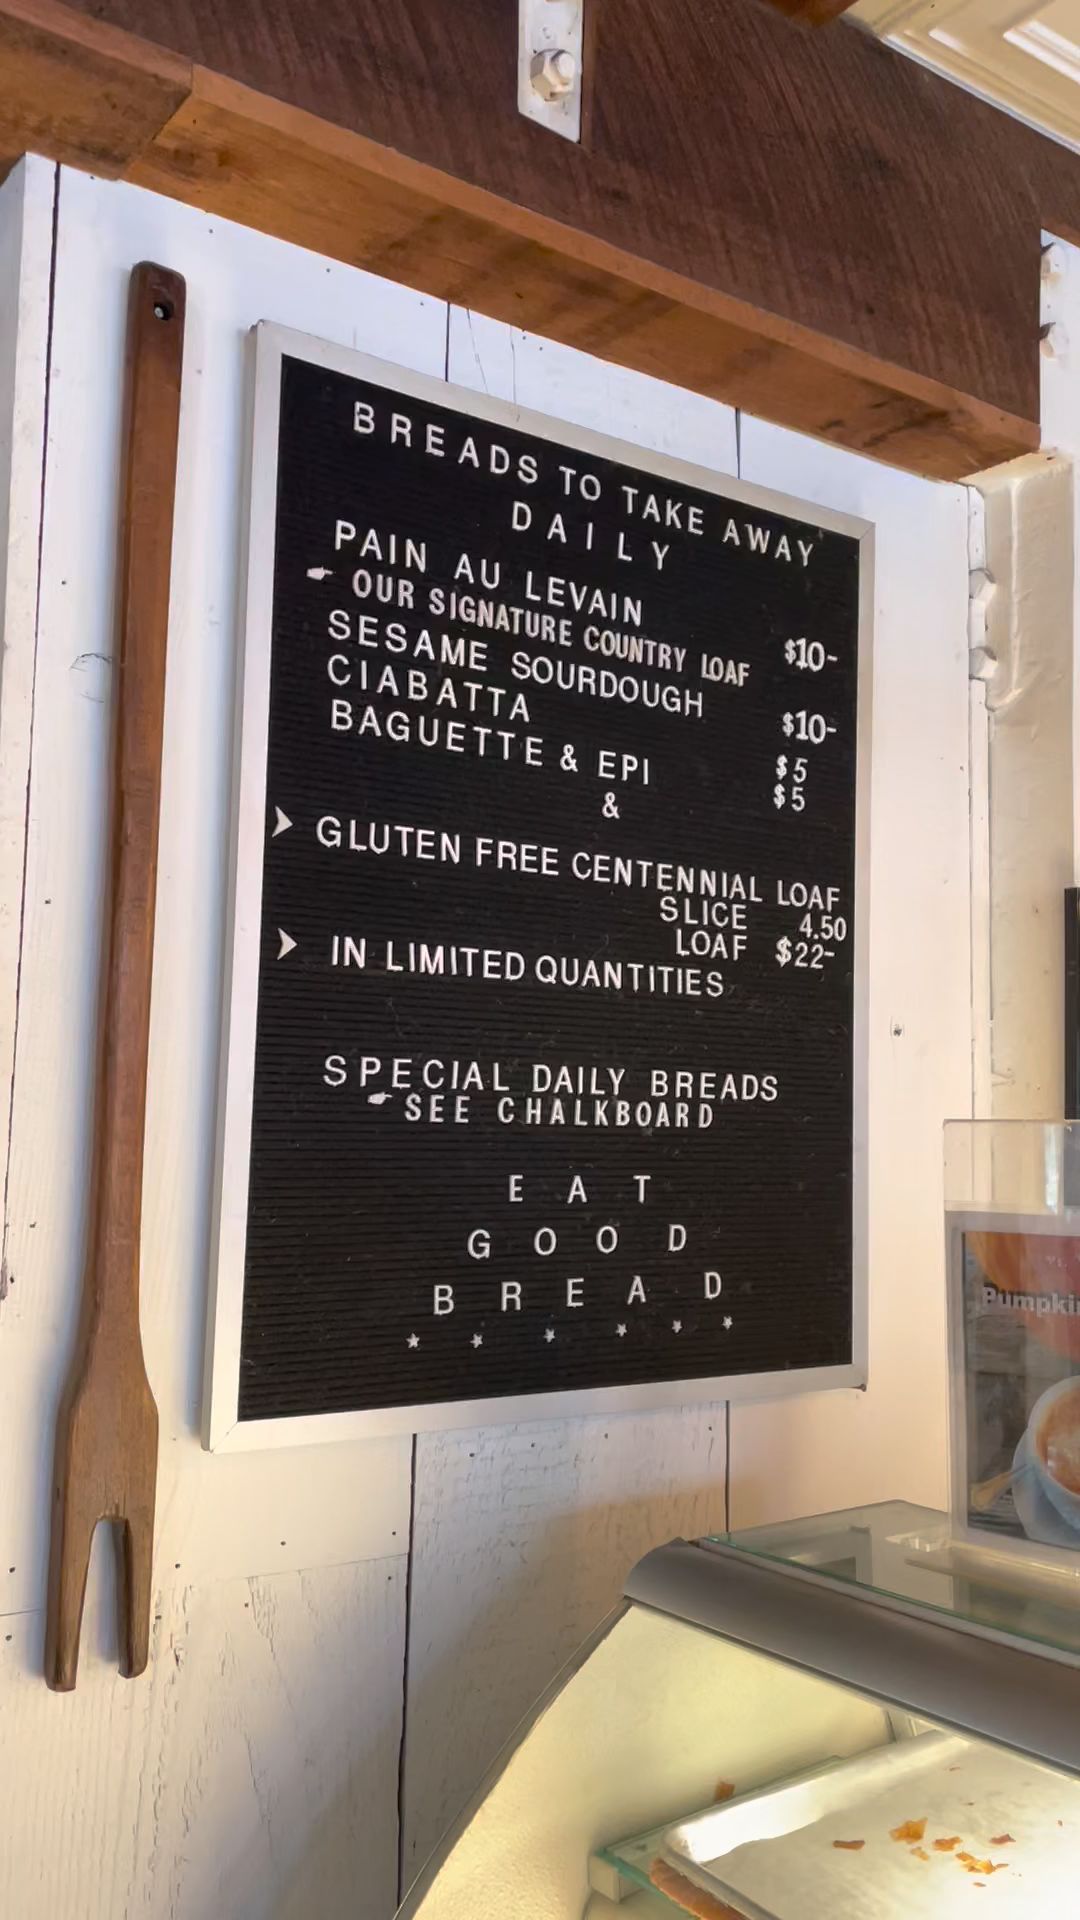 BREADS TO TAKE AWAY
DAILY
PAIN AU LEVAIN
OUR SIGNATURE COUNTRY LOAF $10-
SESAME SOURDOUGH $10-
CIABATTA $5
BAGUETTE & EPI $5
&
GLUTEN FREE CENTENNIAL LOAF
SLICE 4.50
LOAF $22-
IN LIMITED QUANTITIES
SPECIAL DAILY BREADS
SEE CHALKBOARD
EAT
GOOD
BREAD